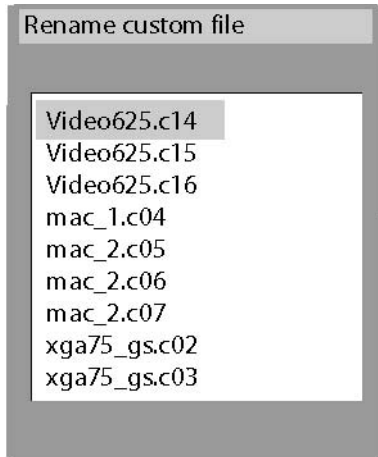 Rename custom file
Video625.c14
Video625.c15
Video625.c16
mac_1.c04
mac_2.c05
mac_2.c06
mac_2.c07
xga75_gs.c02
xga75_gs.c03